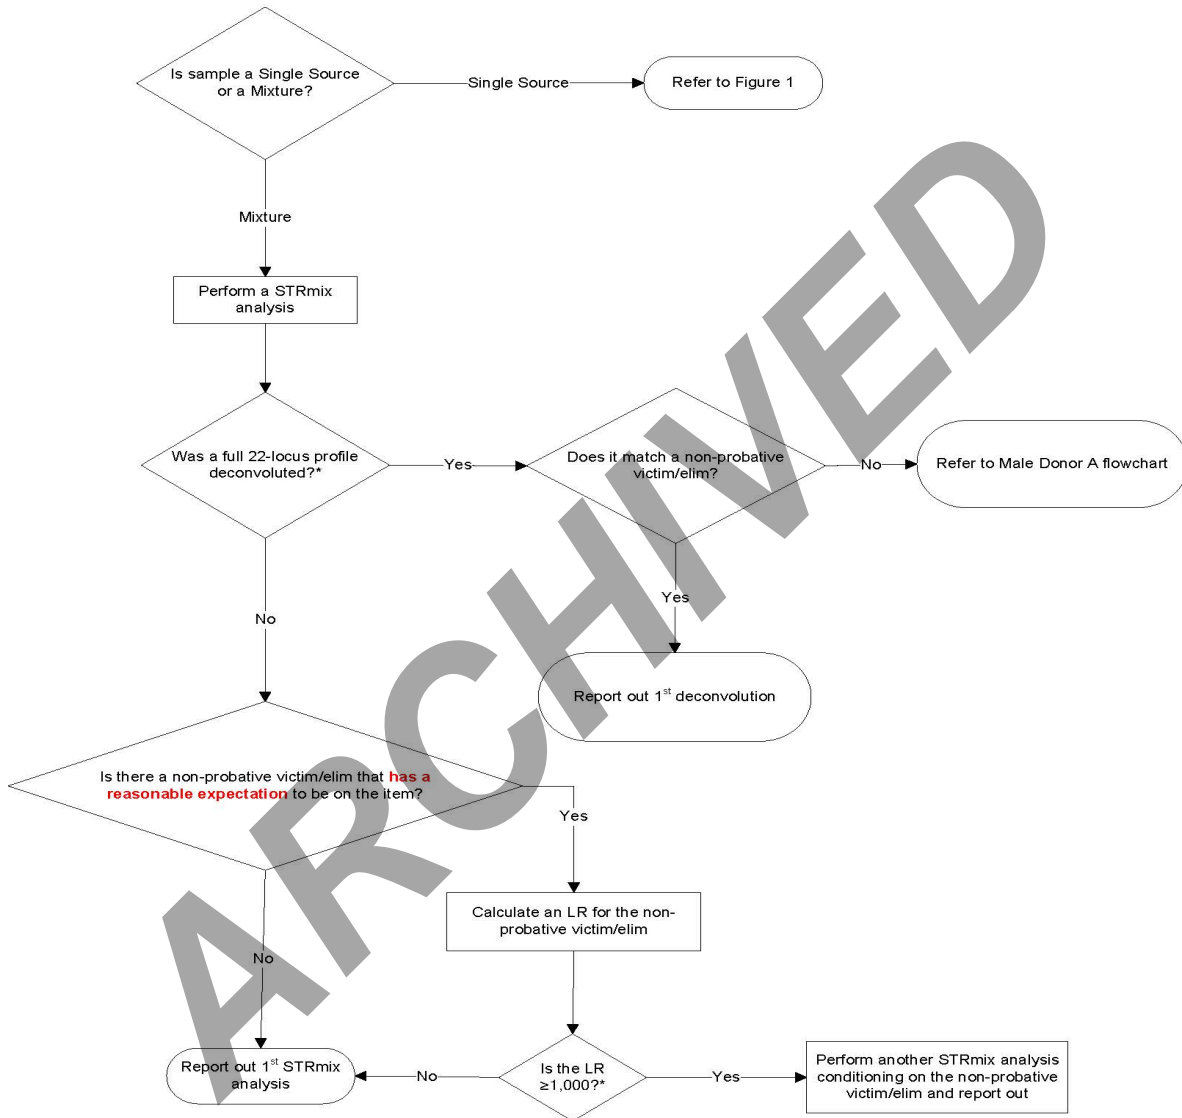 Is sample a Single Source
or a Mixture?
Single Source
Refer to Figure 1
Mixture
Perform a STRmix
analysis
Was a full 22-locus profile
deconvoluted?*
Yes
Does it match a non-probative
victim/elim?
No
Refer to Male Donor A flowchart
Yes
No
Report out 1st deconvolution
Is there a non-probative victim/elim that has a
reasonable expectation to be on the item?
Yes
Calculate an LR for the non-
probative victim/elim
No
Report out 1st STRmix
analysis
No
Is the LR
≥1,000?*
Yes
Perform another STRmix analysis
conditioning on the non-probative
victim/elim and report out
ARCHIVED